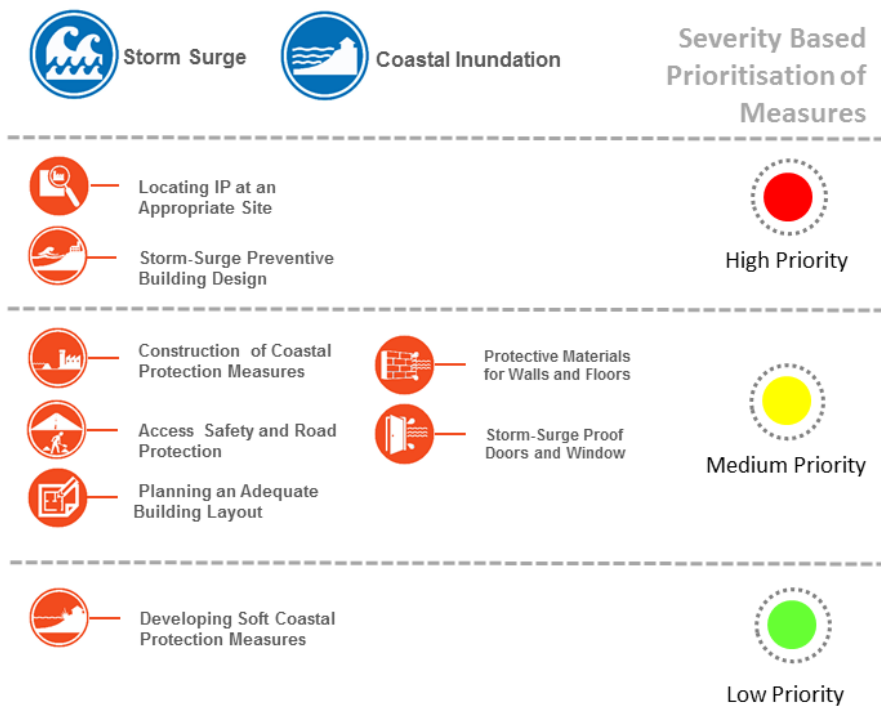 Storm Surge
Coastal Inundation
Severity Based
Prioritisation of
Measures
Locating IP at an
Appropriate Site
Storm-Surge Preventive
Building Design
High Priority
Construction of Coastal
Protection Measures
Access Safety and Road
Protection
Planning an Adequate
Building Layout
Protective Materials
for Walls and Floors
Storm-Surge Proof
Doors and Window
Medium Priority
Developing Soft Coastal
Protection Measures
Low Priority